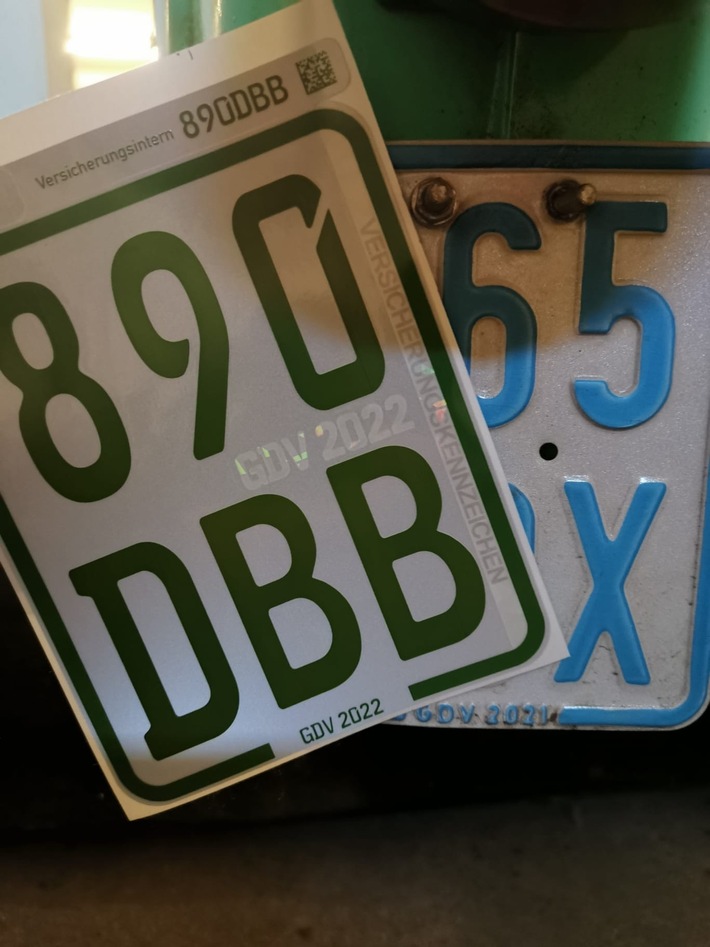 Versicherungsintern 890DBB
890
VERSICHERUNGSKENNZEICHEN
GDV 2022
DBB
GDV 2022
65
X
GDV 2021